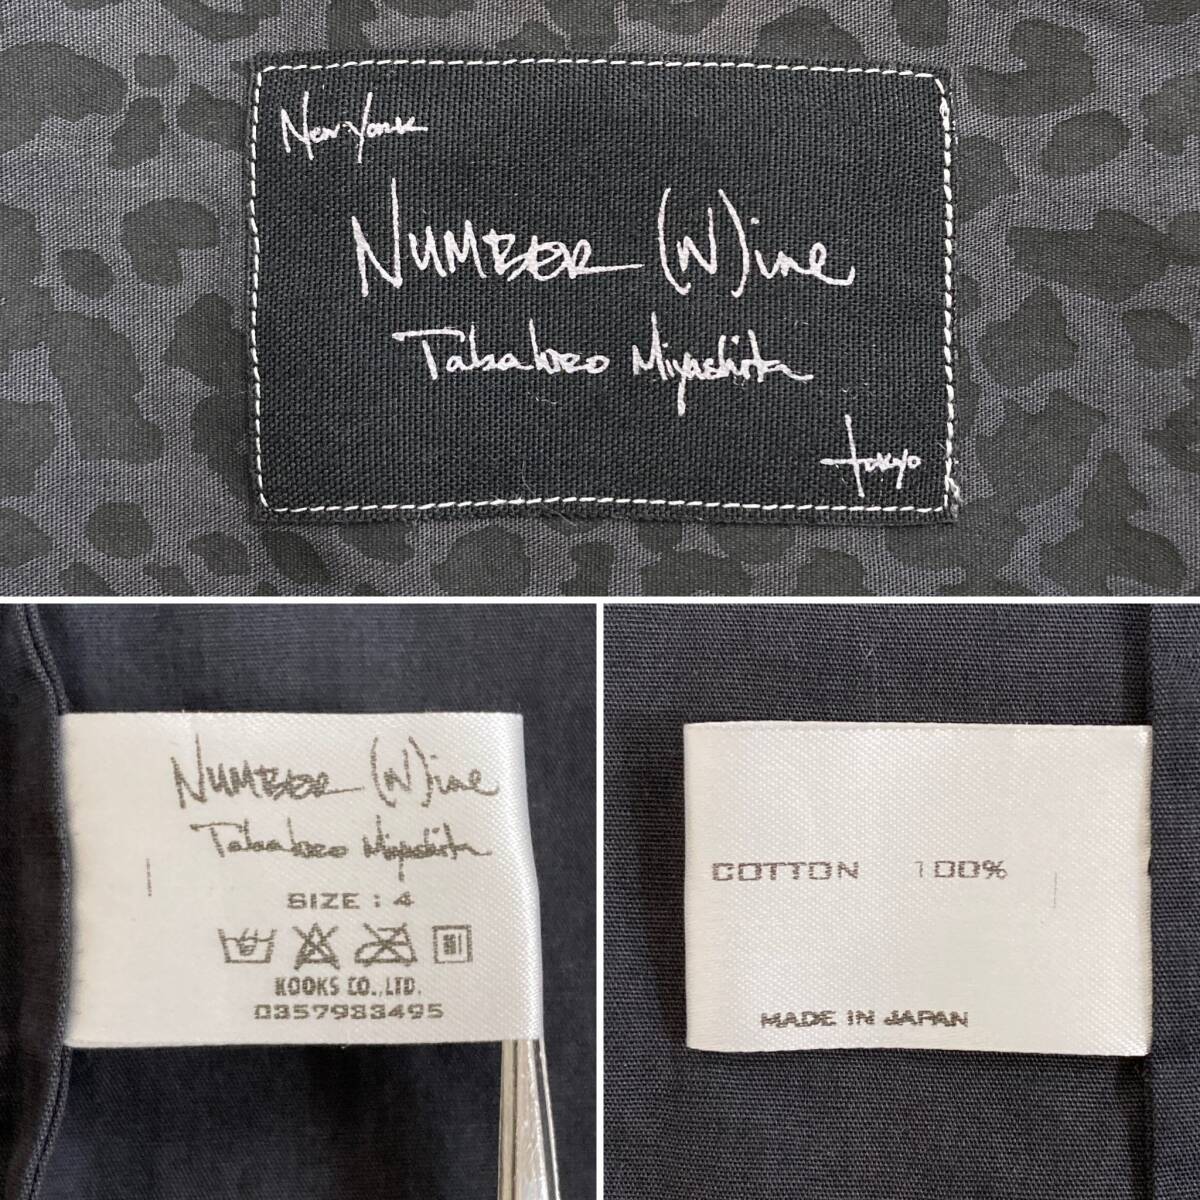 New York
NUMBER (N)ine
Takahiro Miyashita
tokyo
NUMBER (N)ine
Takahiro Miyashita
SIZE : 4
KOOKS CO.,LTD.
0357983495
COTTON 100%
MADE IN JAPAN